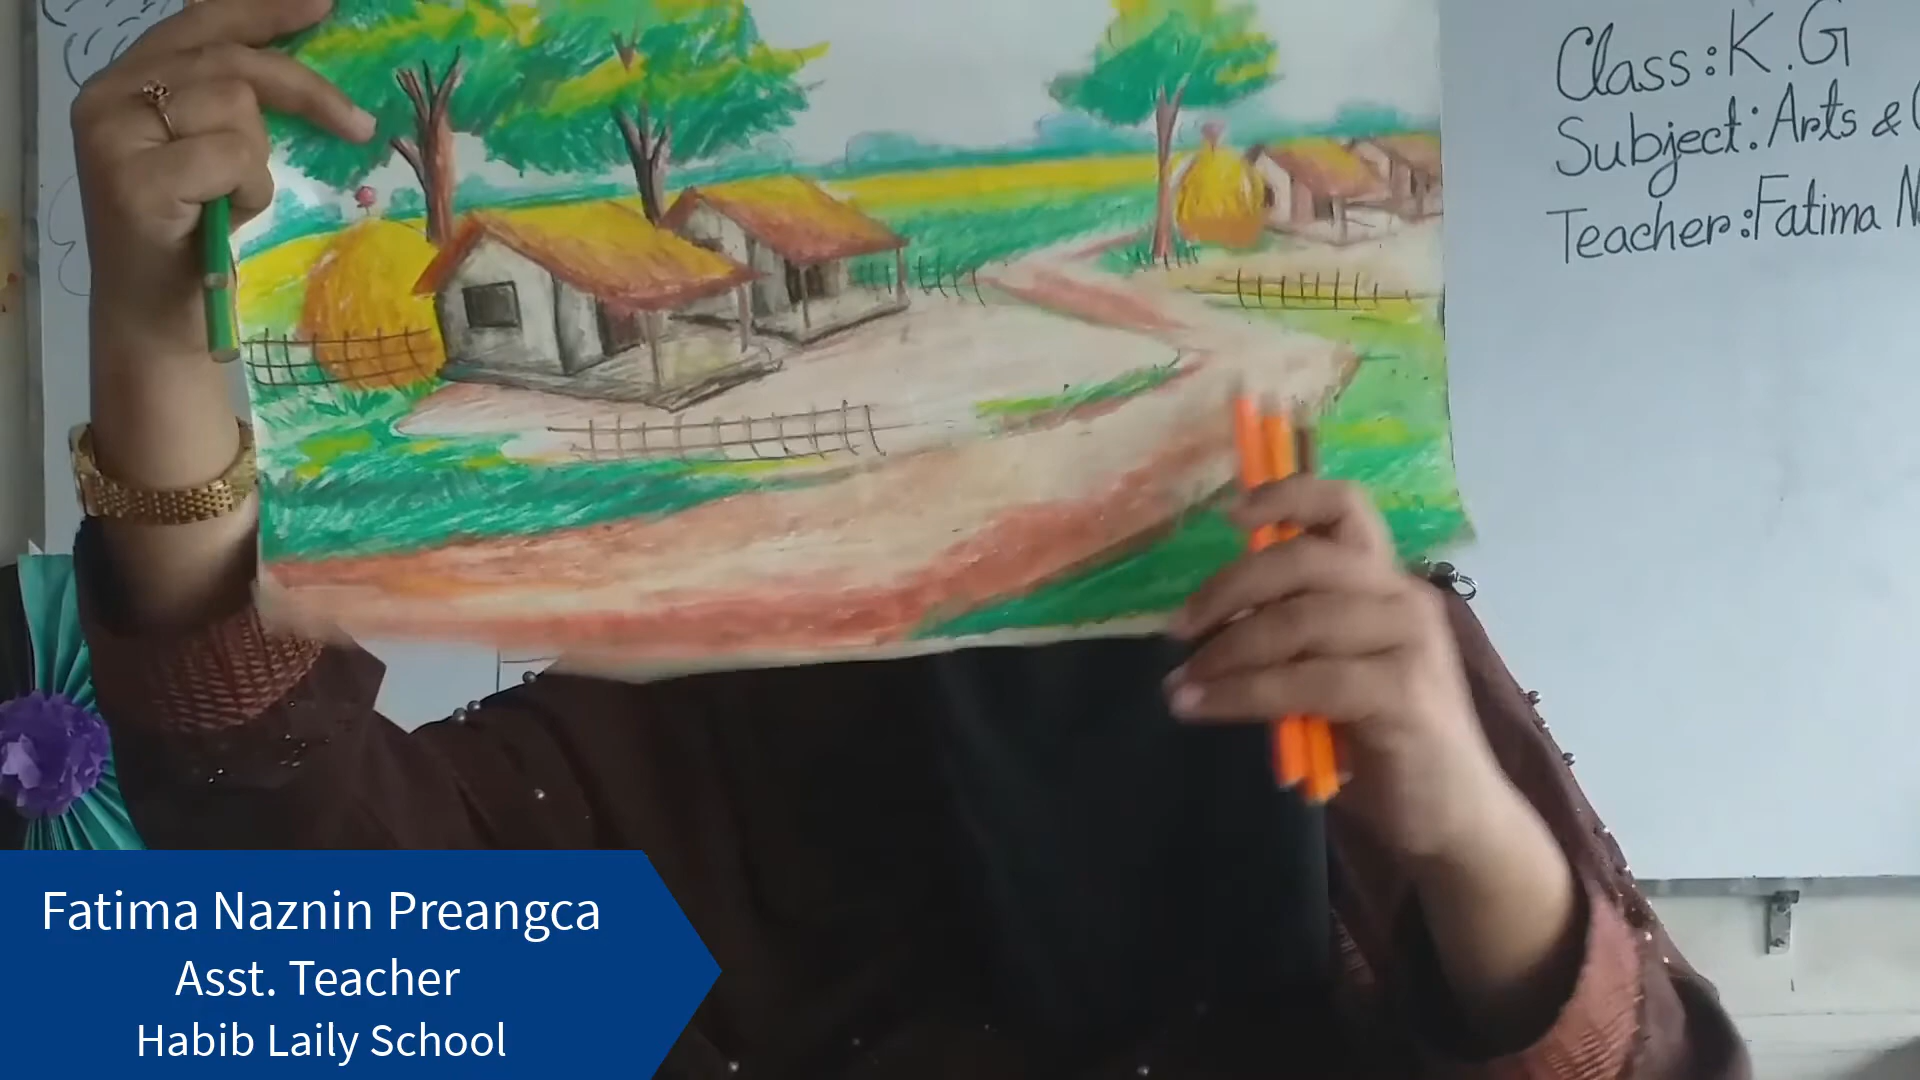 Class: K.G
Subject: Arts &
Teacher: Fatima
Fatima Naznin Preangca
Asst. Teacher
Habib Laily School